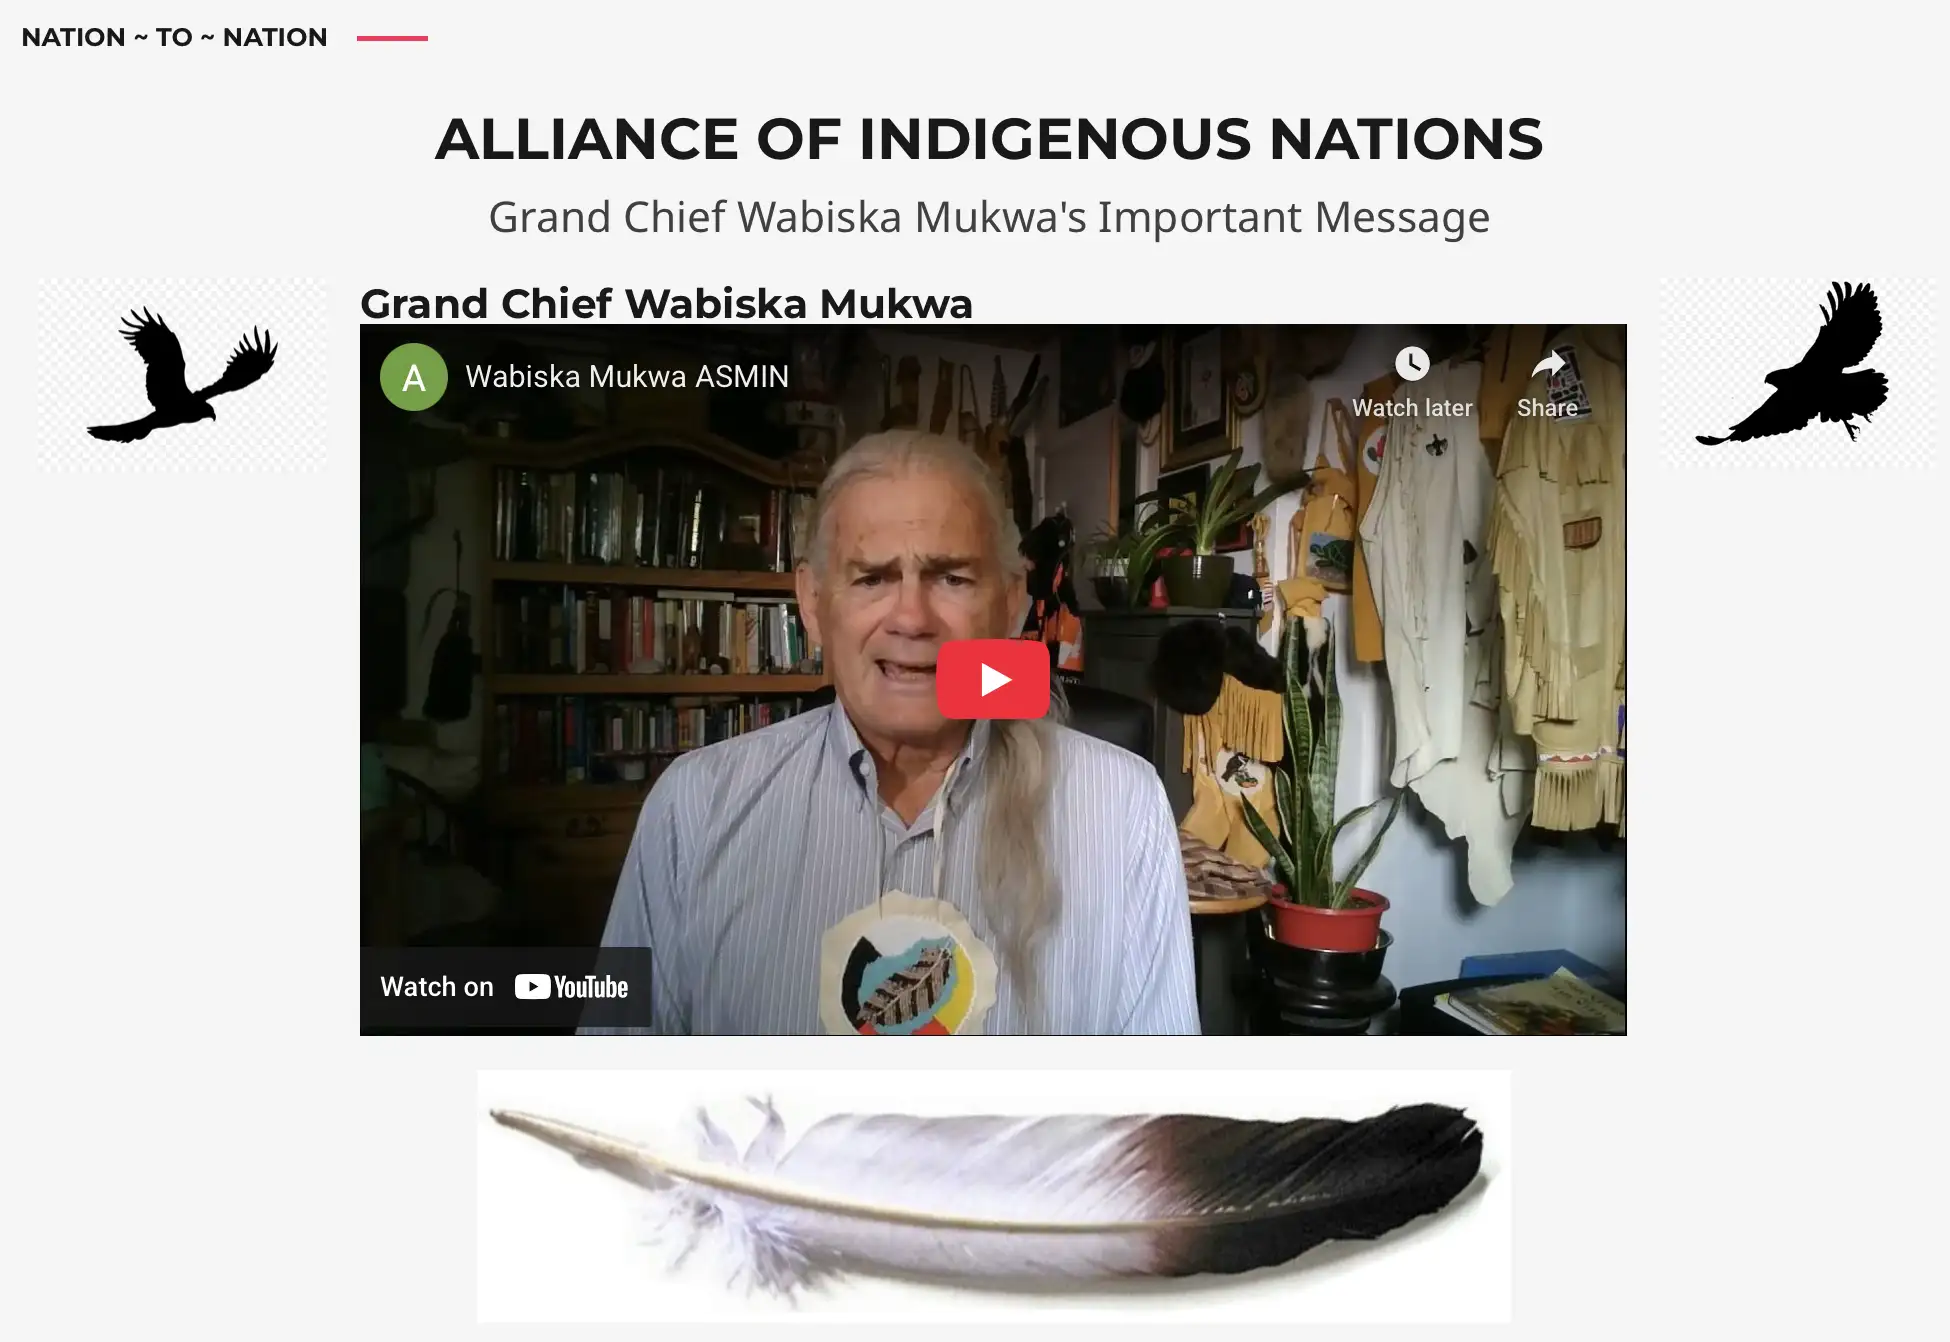 NATION ~ TO ~ NATION
ALLIANCE OF INDIGENOUS NATIONS
Grand Chief Wabiska Mukwa's Important Message
Grand Chief Wabiska Mukwa
A
Wabiska Mukwa ASMIN
Watch later
Share
Watch on YouTube